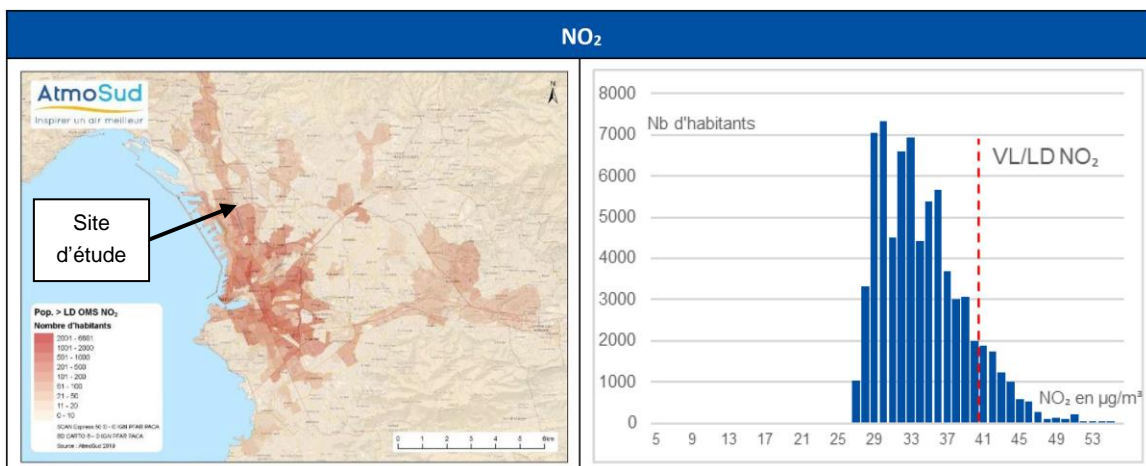 NO₂
AtmoSud
Inspirer un air meilleur
N
Site
d'étude
Pop. > LD OMS NO₂
Nombre d'habitants
2001 - 6681
1001 - 2000
501 - 1000
201 - 500
101 - 200
51 - 100
21 - 50
11 - 20
0 - 10
Source : AtmoSud 2019
0 1 2 3 4 5 6 km
8000
Nb d'habitants
7000
VL/LD NO₂
6000
5000
4000
3000
2000
1000
NO₂ en µg/m³
0
5 9 13 17 21 25 29 33 37 41 45 49 53